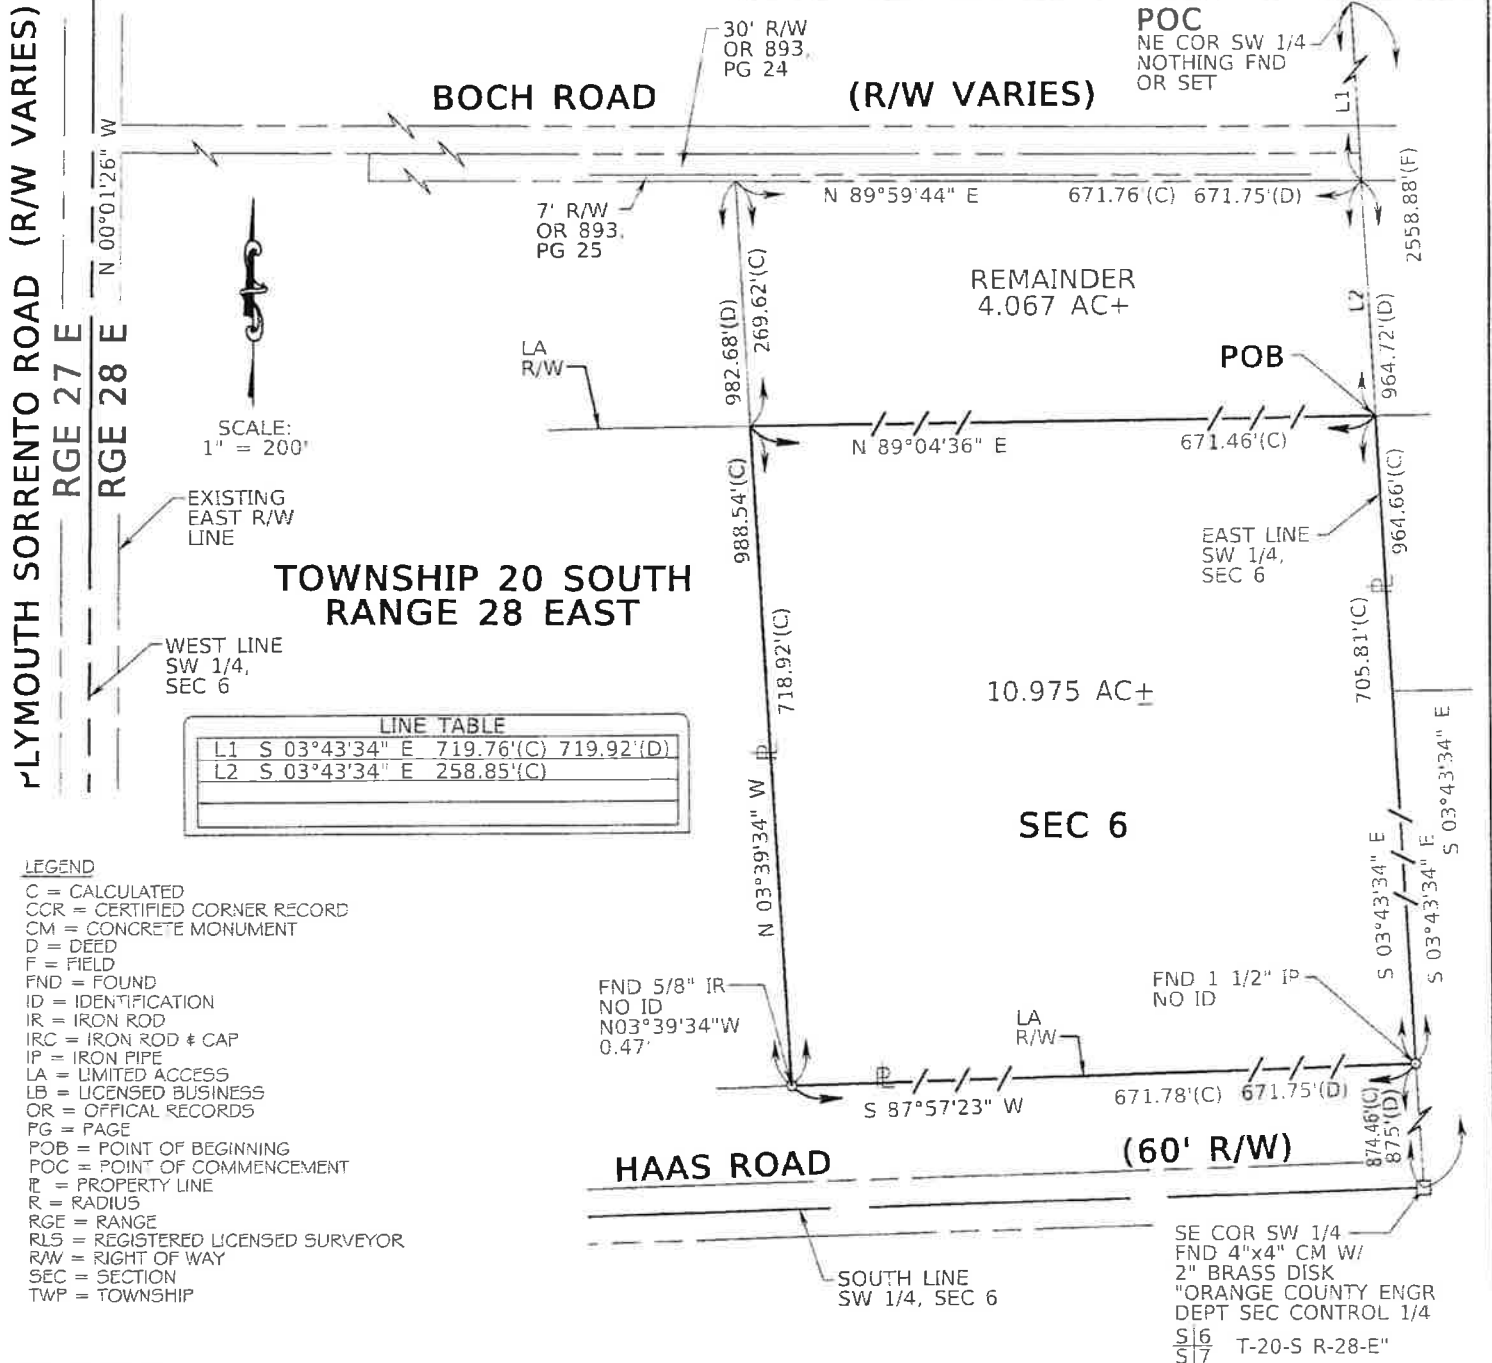 PLYMOUTH SORRENTO ROAD (R/W VARIES)
RGE 27 E
RGE 28 E
N 00°01'26" W
BOCH ROAD (R/W VARIES)
30' R/W
OR 893,
PG 24
POC
NE COR SW 1/4
NOTHING FND
OR SET
L1
7' R/W
OR 893,
PG 25
N 89°59'44" E 671.76'(C) 671.75'(D)
2558.88'(F)
982.68'(D)
269.62'(C)
REMAINDER
4.067 AC+
L2
964.72'(D)
POB
LA
R/W
SCALE:
1" = 200'
N 89°04'36" E 671.46'(C)
EXISTING
EAST R/W
LINE
988.54'(C)
964.66'(C)
EAST LINE
SW 1/4,
SEC 6
TOWNSHIP 20 SOUTH
RANGE 28 EAST
WEST LINE
SW 1/4,
SEC 6
718.92'(C)
705.81'(C)
10.975 AC±
LINE TABLE
L1 S 03°43'34" E 719.76'(C) 719.92'(D)
L2 S 03°43'34" E 258.85'(C)
PL
PL
N 03°39'34" W
SEC 6
S 03°43'34" E
S 03°43'34" E
S 03°43'34" E
LEGEND
C = CALCULATED
CCR = CERTIFIED CORNER RECORD
CM = CONCRETE MONUMENT
D = DEED
F = FIELD
FND = FOUND
ID = IDENTIFICATION
IR = IRON ROD
IRC = IRON ROD & CAP
IP = IRON PIPE
LA = LIMITED ACCESS
LB = LICENSED BUSINESS
OR = OFFICAL RECORDS
PG = PAGE
POB = POINT OF BEGINNING
POC = POINT OF COMMENCEMENT
PL = PROPERTY LINE
R = RADIUS
RGE = RANGE
RLS = REGISTERED LICENSED SURVEYOR
R/W = RIGHT OF WAY
SEC = SECTION
TWP = TOWNSHIP
FND 5/8" IR
NO ID
N03°39'34"W
0.47'
FND 1 1/2" IP
NO ID
LA
R/W
PL
S 87°57'23" W 671.78'(C) 671.75'(D)
874.46'(C)
875'(D)
HAAS ROAD (60' R/W)
SOUTH LINE
SW 1/4, SEC 6
SE COR SW 1/4
FND 4"x4" CM W/
2" BRASS DISK
"ORANGE COUNTY ENGR
DEPT SEC CONTROL 1/4
S|6
S|7 T-20-S R-28-E"